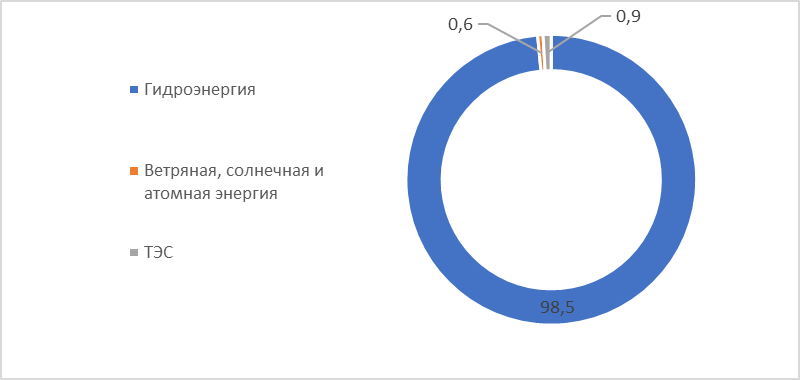 0,6
0,9
Гидроэнергия
Ветряная, солнечная и
атомная энергия
ТЭС
98,5